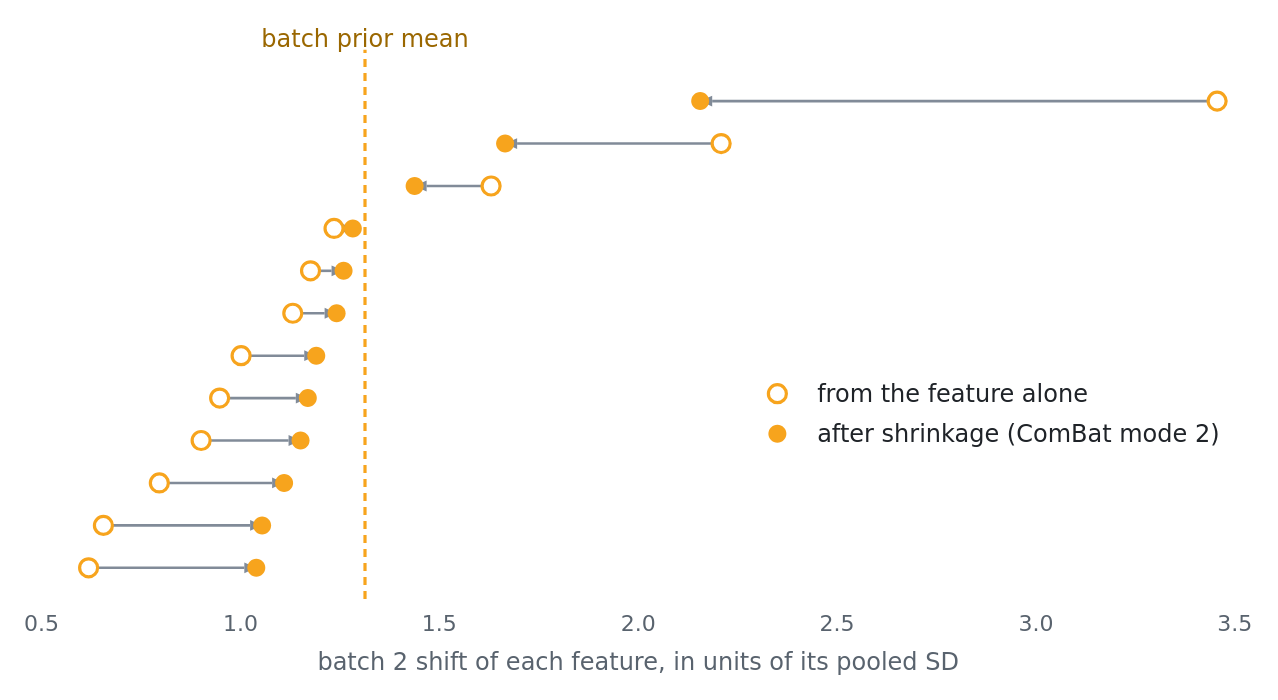 batch prior mean
from the feature alone
after shrinkage (ComBat mode 2)
0.5 1.0 1.5 2.0 2.5 3.0 3.5
batch 2 shift of each feature, in units of its pooled SD